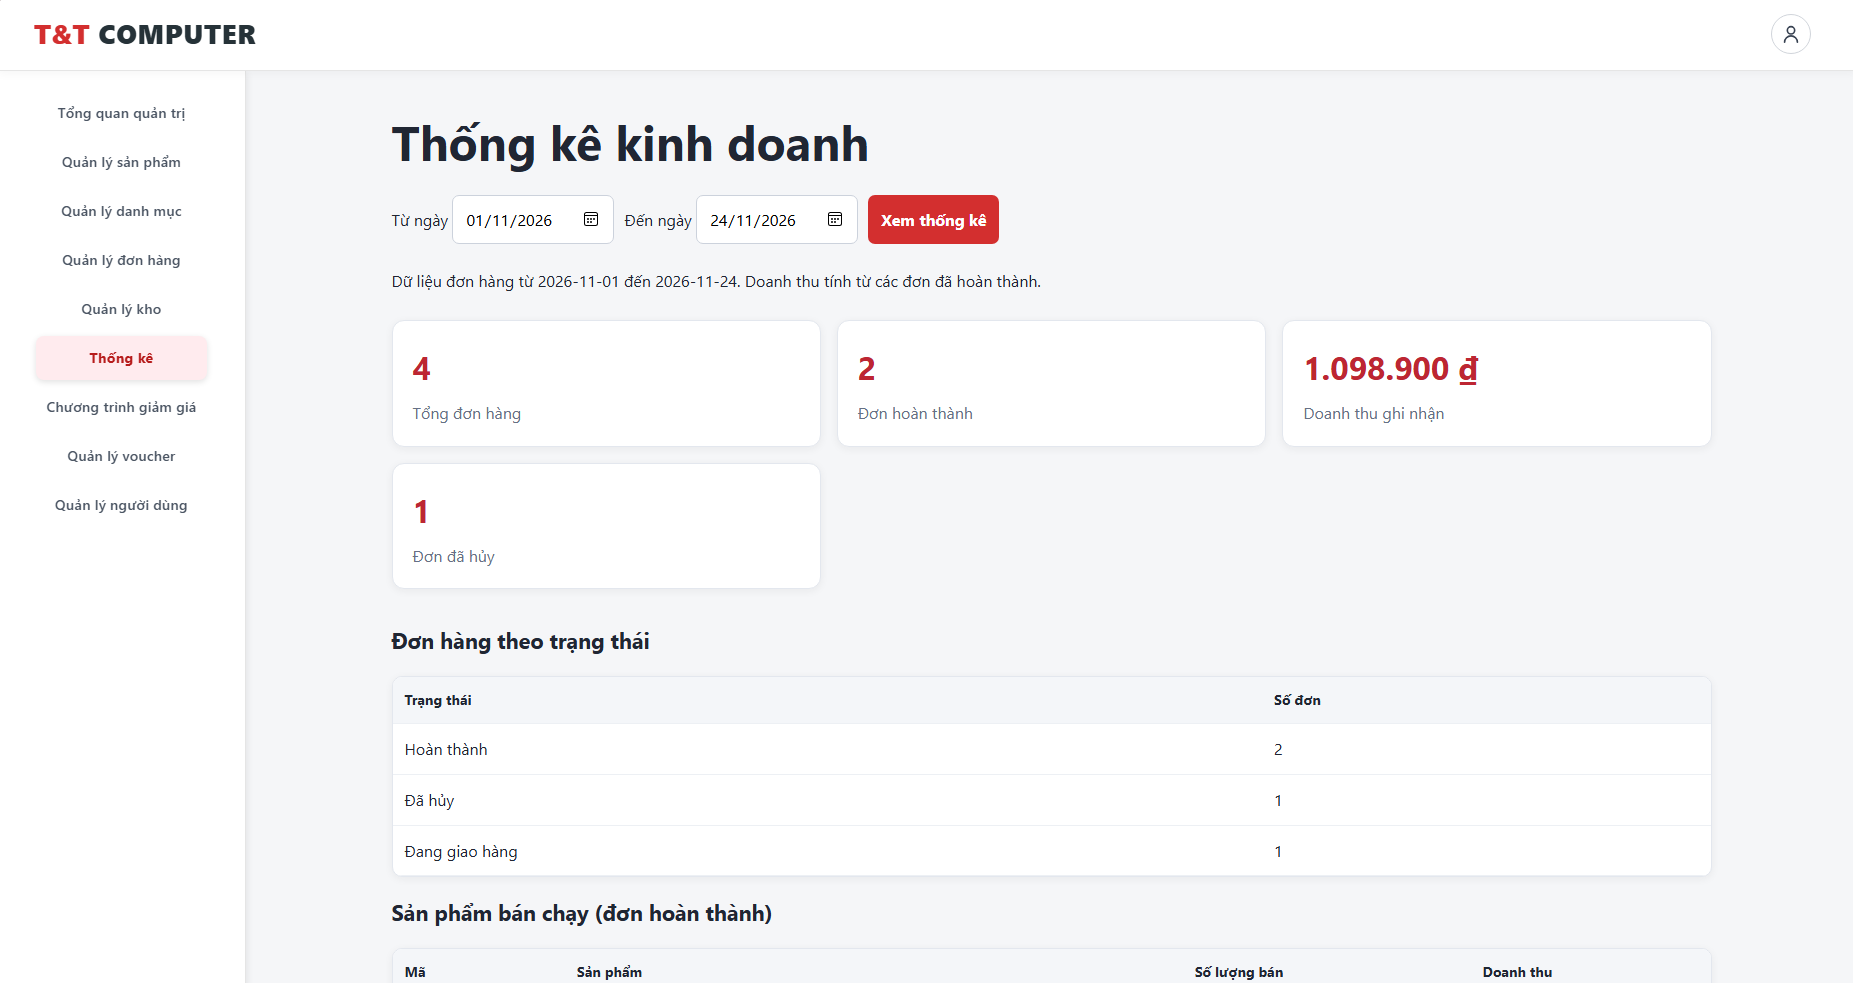 T&T COMPUTER
Tổng quan quản trị
Quản lý sản phẩm
Quản lý danh mục
Quản lý đơn hàng
Quản lý kho
Thống kê
Chương trình giảm giá
Quản lý voucher
Quản lý người dùng
Thống kê kinh doanh
Từ ngày 01/11/2026 Đến ngày 24/11/2026 Xem thống kê
Dữ liệu đơn hàng từ 2026-11-01 đến 2026-11-24. Doanh thu tính từ các đơn đã hoàn thành.
4
Tổng đơn hàng
2
Đơn hoàn thành
1.098.900 ₫
Doanh thu ghi nhận
1
Đơn đã hủy
Đơn hàng theo trạng thái
Trạng thái Số đơn
Hoàn thành 2
Đã hủy 1
Đang giao hàng 1
Sản phẩm bán chạy (đơn hoàn thành)
Mã Sản phẩm Số lượng bán Doanh thu